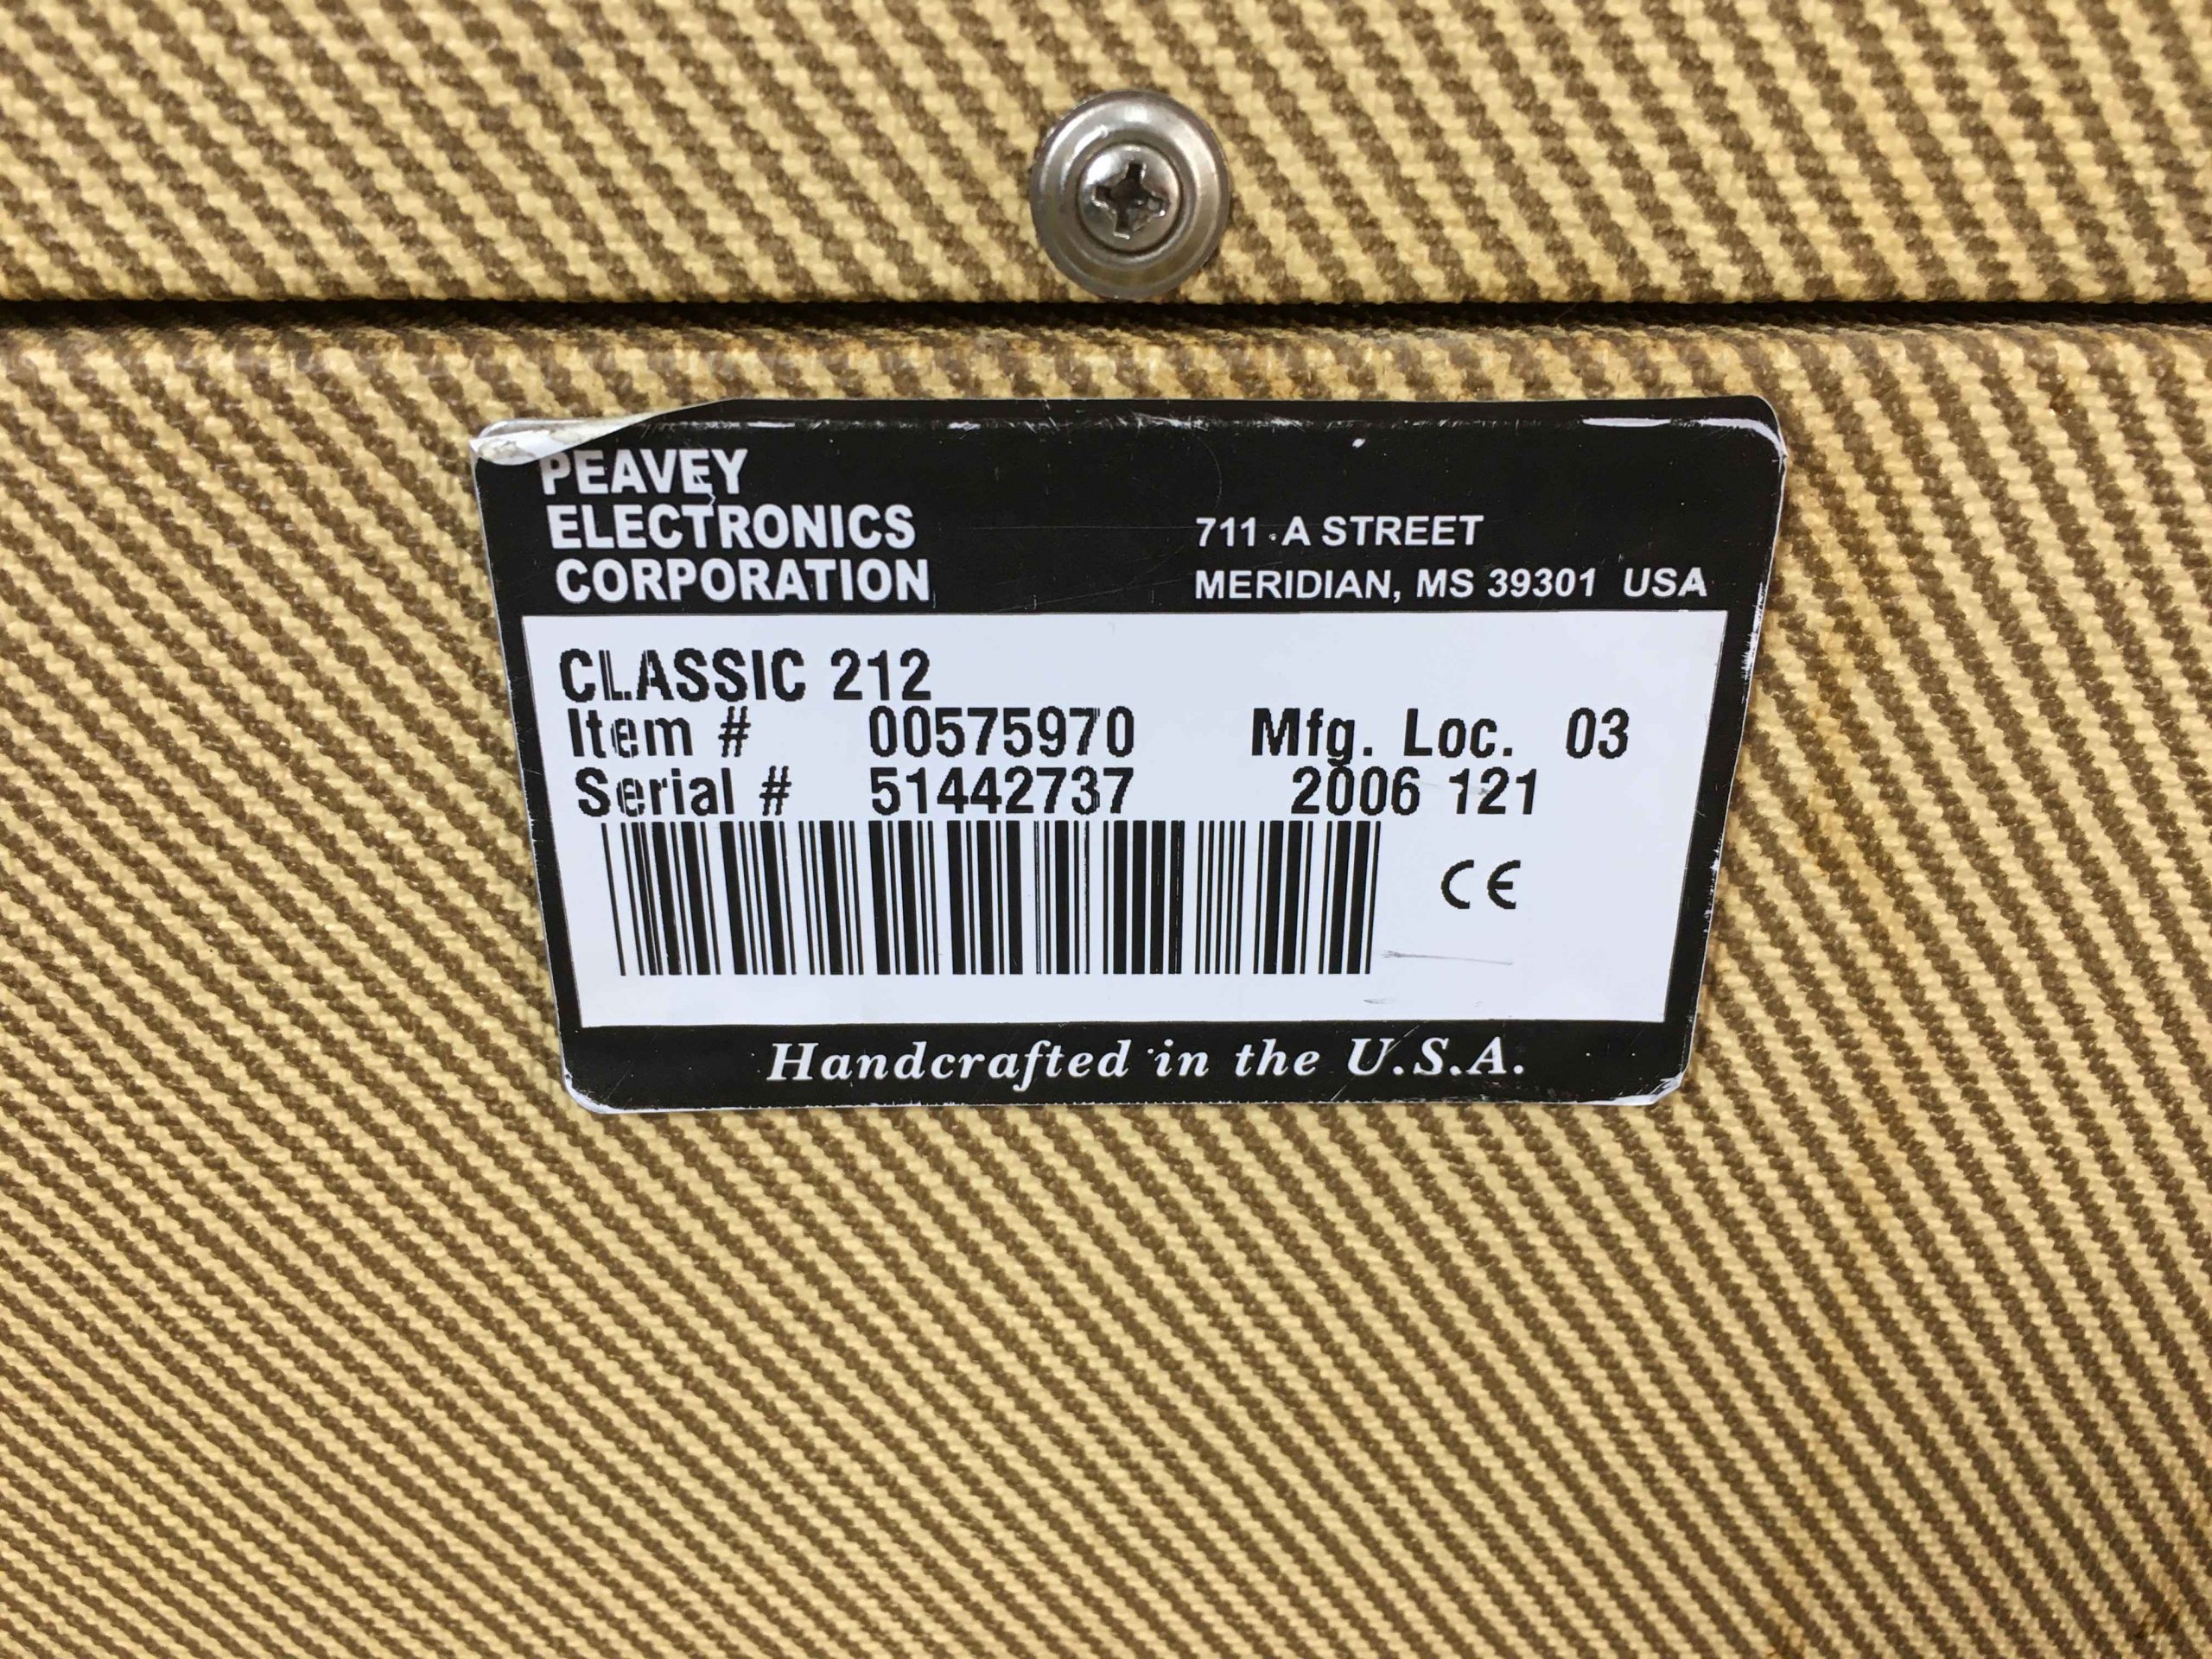 PEAVEY
ELECTRONICS
CORPORATION
711 A STREET
MERIDIAN, MS 39301 USA
CLASSIC 212
Item # 00575970 Mfg. Loc. 03
Serial # 51442737 2006 121
CE
Handcrafted in the U.S.A.